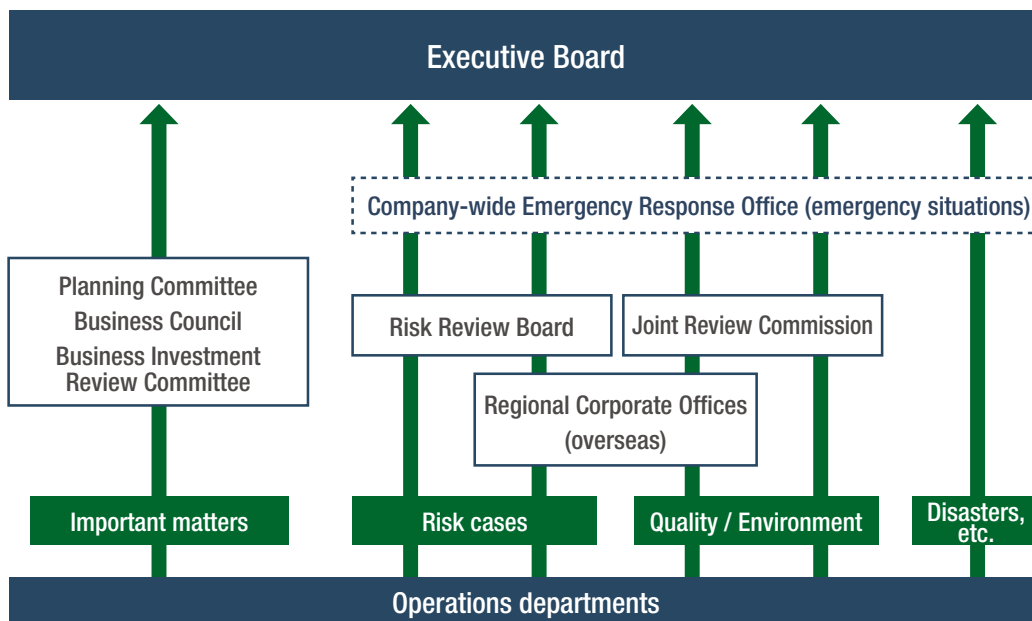 Executive Board
Company-wide Emergency Response Office (emergency situations)
Planning Committee
Business Council
Business Investment
Review Committee
Risk Review Board
Joint Review Commission
Regional Corporate Offices
(overseas)
Important matters
Risk cases
Quality / Environment
Disasters,
etc.
Operations departments